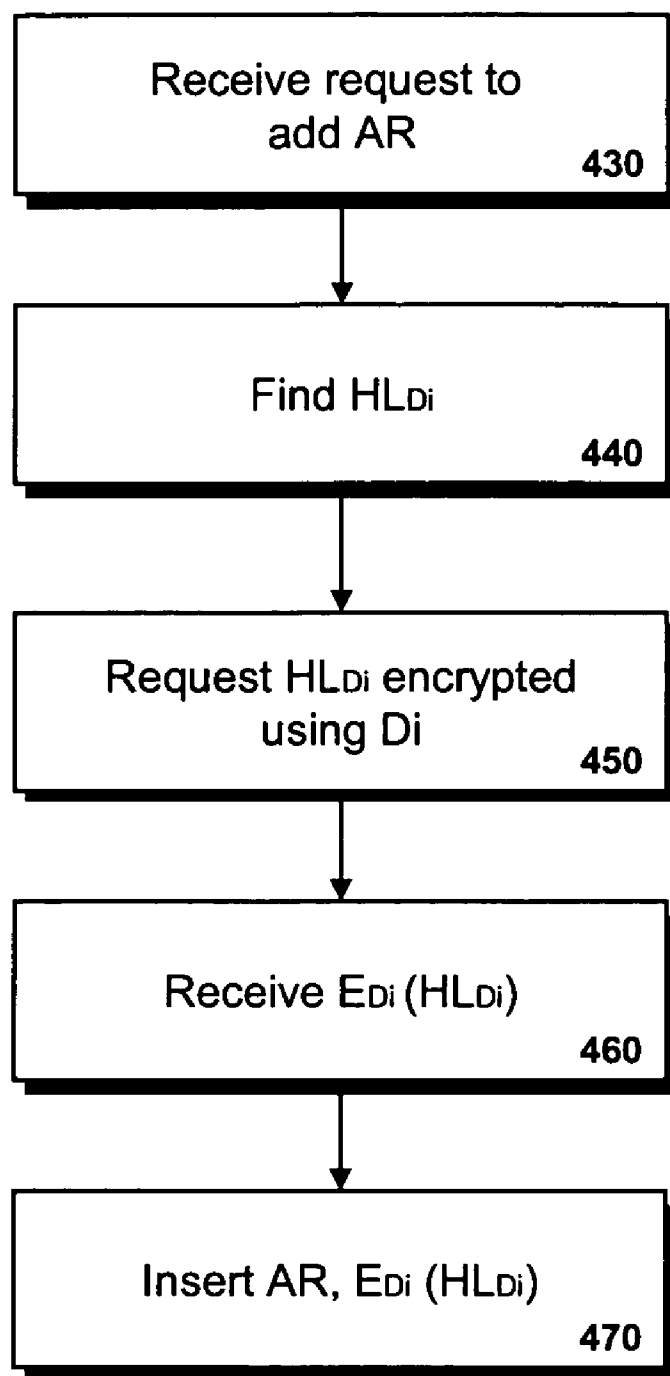 Receive request to
add AR
430
Find HLDi
440
Request HLDi encrypted
using Di
450
Receive EDi (HLDi)
460
Insert AR, EDi (HLDi)
470